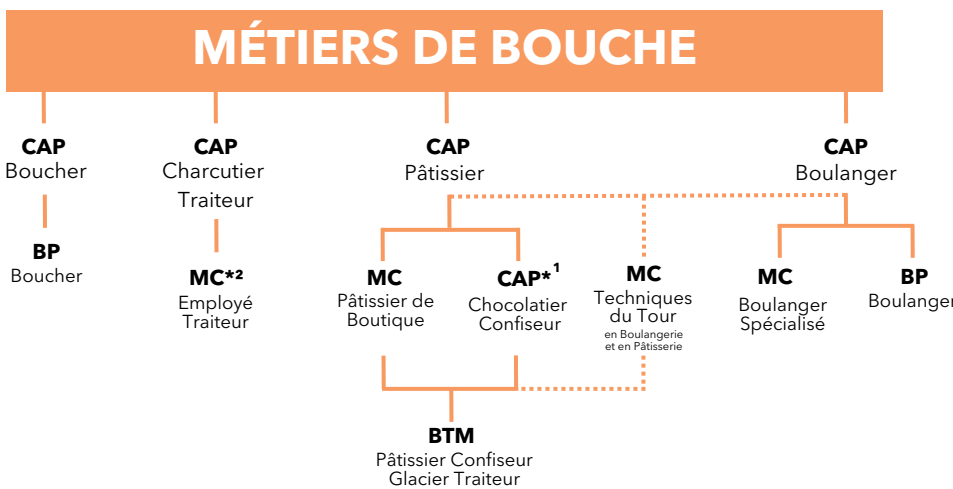 MÉTIERS DE BOUCHE
CAP
Boucher
BP
Boucher
CAP
Charcutier
Traiteur
MC*²
Employé
Traiteur
CAP
Pâtissier
MC
Pâtissier de
Boutique
CAP*¹
Chocolatier
Confiseur
MC
Techniques
du Tour
en Boulangerie
et en Pâtisserie
CAP
Boulanger
MC
Boulanger
Spécialisé
BP
Boulanger
BTM
Pâtissier Confiseur
Glacier Traiteur